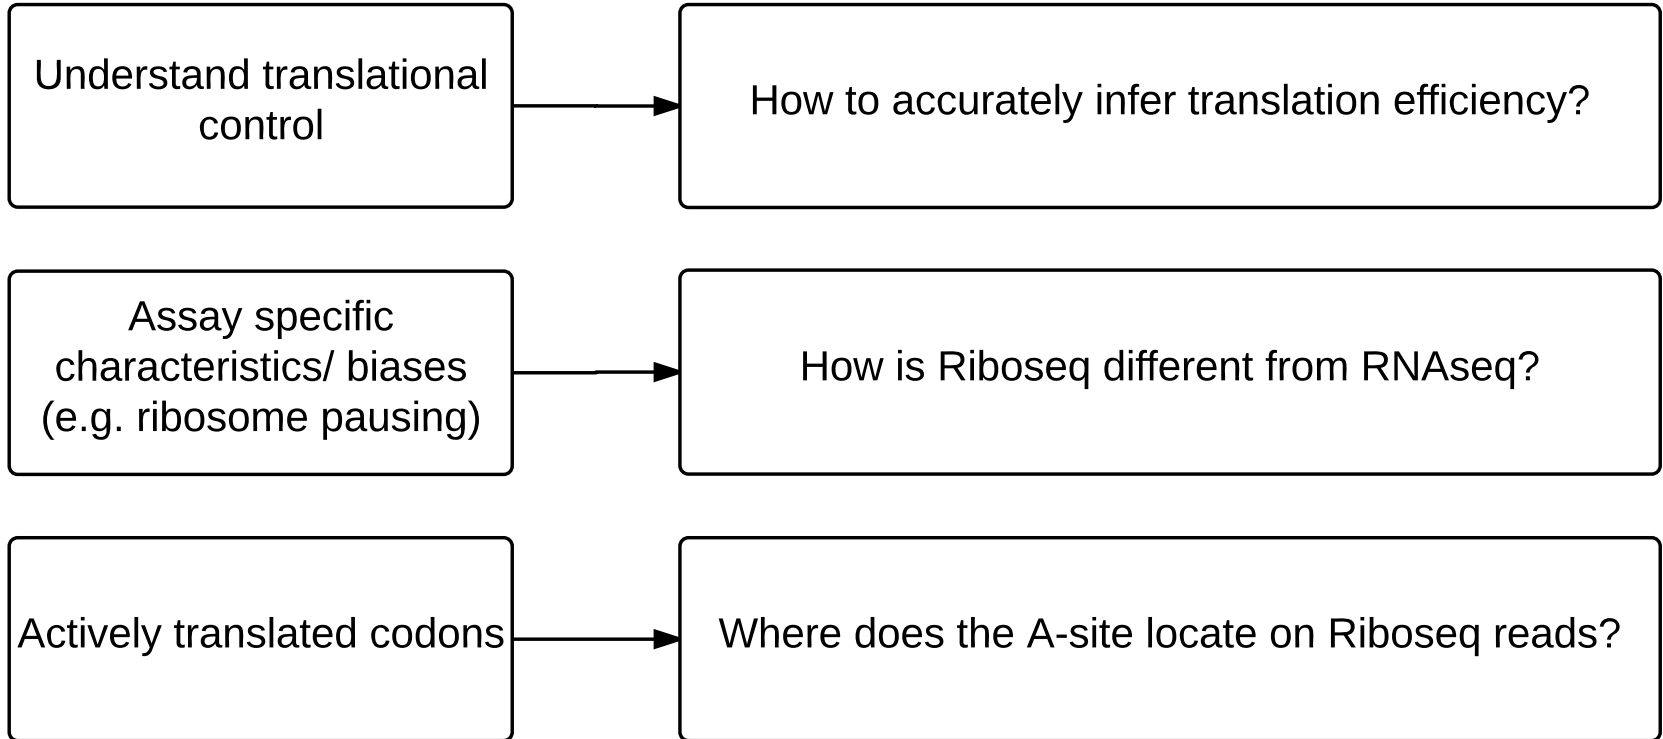 Understand translational
control
How to accurately infer translation efficiency?
Assay specific
characteristics/ biases
(e.g. ribosome pausing)
How is Riboseq different from RNAseq?
Actively translated codons
Where does the A-site locate on Riboseq reads?